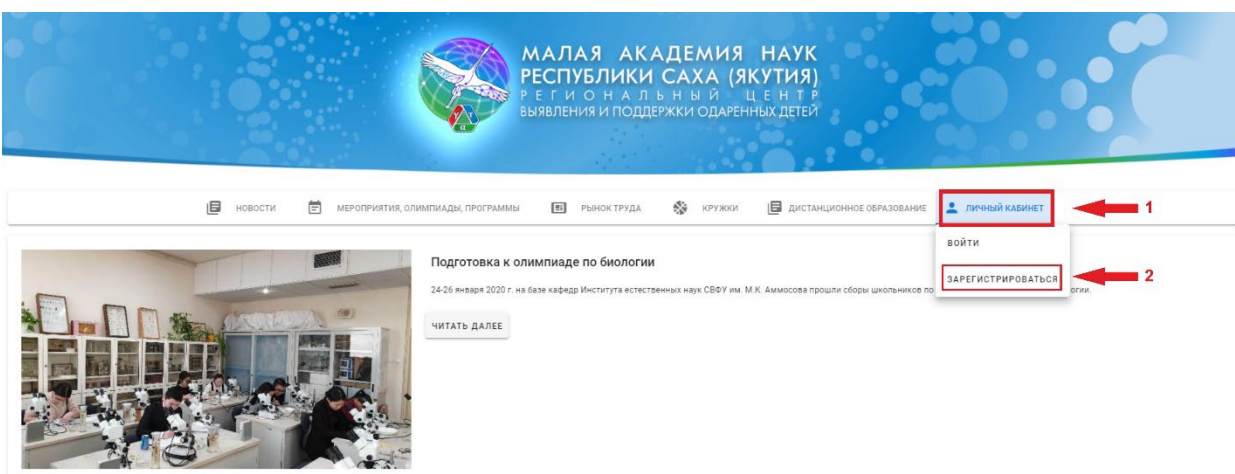 МАЛАЯ АКАДЕМИЯ НАУК
РЕСПУБЛИКИ САХА (ЯКУТИЯ)
РЕГИОНАЛЬНЫЙ ЦЕНТР
ВЫЯВЛЕНИЯ И ПОДДЕРЖКИ ОДАРЕННЫХ ДЕТЕЙ
НОВОСТИ МЕРОПРИЯТИЯ, ОЛИМПИАДЫ, ПРОГРАММЫ РЫНОК ТРУДА КРУЖКИ ДИСТАНЦИОННОЕ ОБРАЗОВАНИЕ ЛИЧНЫЙ КАБИНЕТ 1
ВОЙТИ
ЗАРЕГИСТРИРОВАТЬСЯ 2
Подготовка к олимпиаде по биологии
24-26 января 2020 г. на базе кафедр Института естественных наук СВФУ им. М.К. Аммосова прошли сборы школьников по
ЧИТАТЬ ДАЛЕЕ